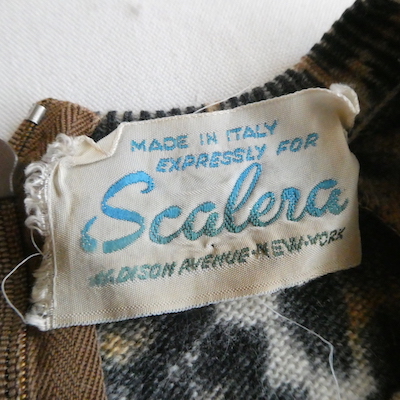 MADE IN ITALY
EXPRESSLY FOR
Scalera
MADISON AVENUE•NEW•YORK